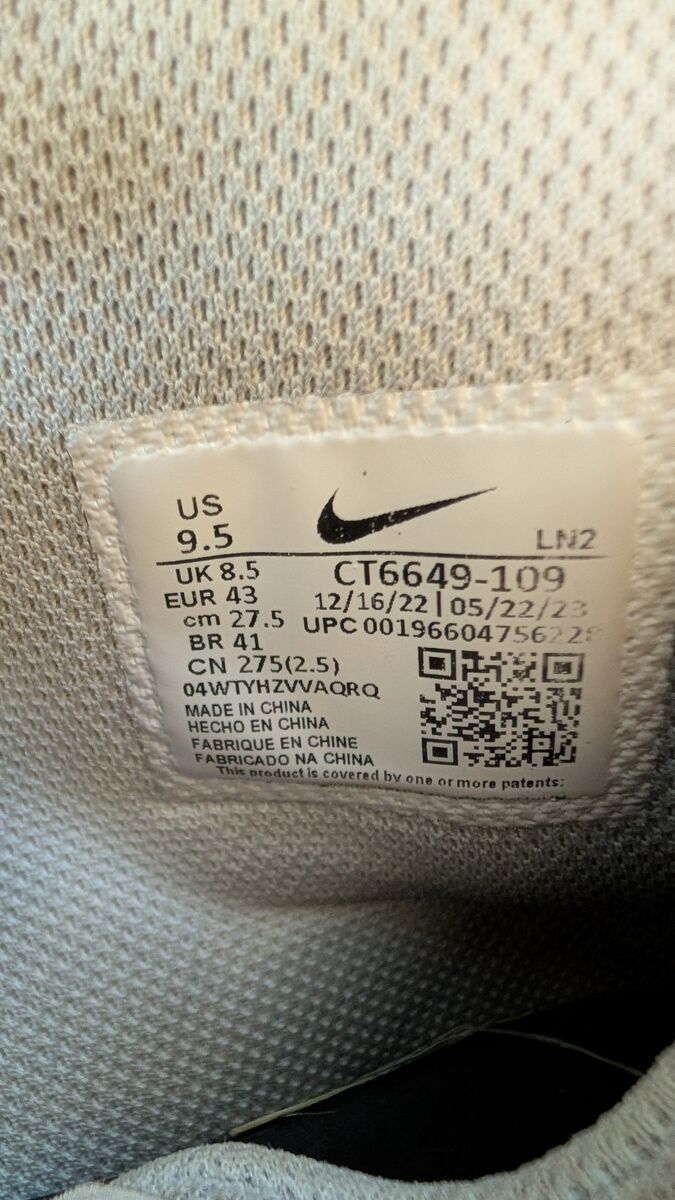 US
9.5
LN2
UK 8.5
CT6649-109
EUR 43
12/16/22 | 05/22/23
cm 27.5
UPC 00196604756228
BR 41
CN 275(2.5)
04WTYHZVVAQRQ
MADE IN CHINA
HECHO EN CHINA
FABRIQUE EN CHINE
FABRICADO NA CHINA
This product is covered by one or more patents: